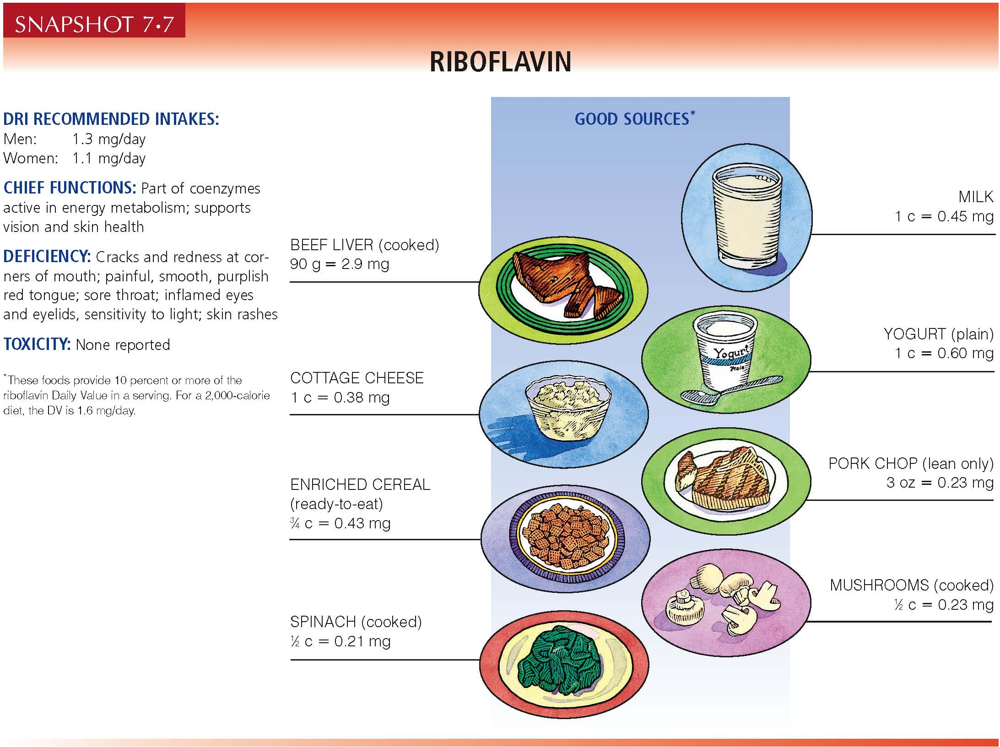 SNAPSHOT 7•7
RIBOFLAVIN
DRI RECOMMENDED INTAKES:
Men: 1.3 mg/day
Women: 1.1 mg/day
CHIEF FUNCTIONS: Part of coenzymes
active in energy metabolism; supports
vision and skin health
DEFICIENCY: Cracks and redness at cor-
ners of mouth; painful, smooth, purplish
red tongue; sore throat; inflamed eyes
and eyelids, sensitivity to light; skin rashes
TOXICITY: None reported
*These foods provide 10 percent or more of the
riboflavin Daily Value in a serving. For a 2,000-calorie
diet, the DV is 1.6 mg/day.
GOOD SOURCES*
BEEF LIVER (cooked)
90 g = 2.9 mg
COTTAGE CHEESE
1 c = 0.38 mg
ENRICHED CEREAL
(ready-to-eat)
¾ c = 0.43 mg
SPINACH (cooked)
½ c = 0.21 mg
MILK
1 c = 0.45 mg
Yogurt
Plain
YOGURT (plain)
1 c = 0.60 mg
PORK CHOP (lean only)
3 oz = 0.23 mg
MUSHROOMS (cooked)
½ c = 0.23 mg